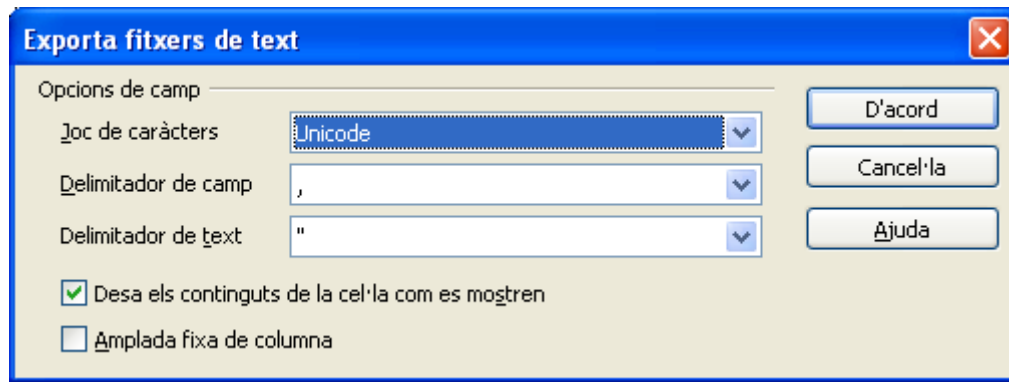 Exporta fitxers de text
Opcions de camp
Joc de caràcters
Unicode
Delimitador de camp
,
Delimitador de text
"
Desa els continguts de la cel·la com es mostren
Amplada fixa de columna
D'acord
Cancel·la
Ajuda